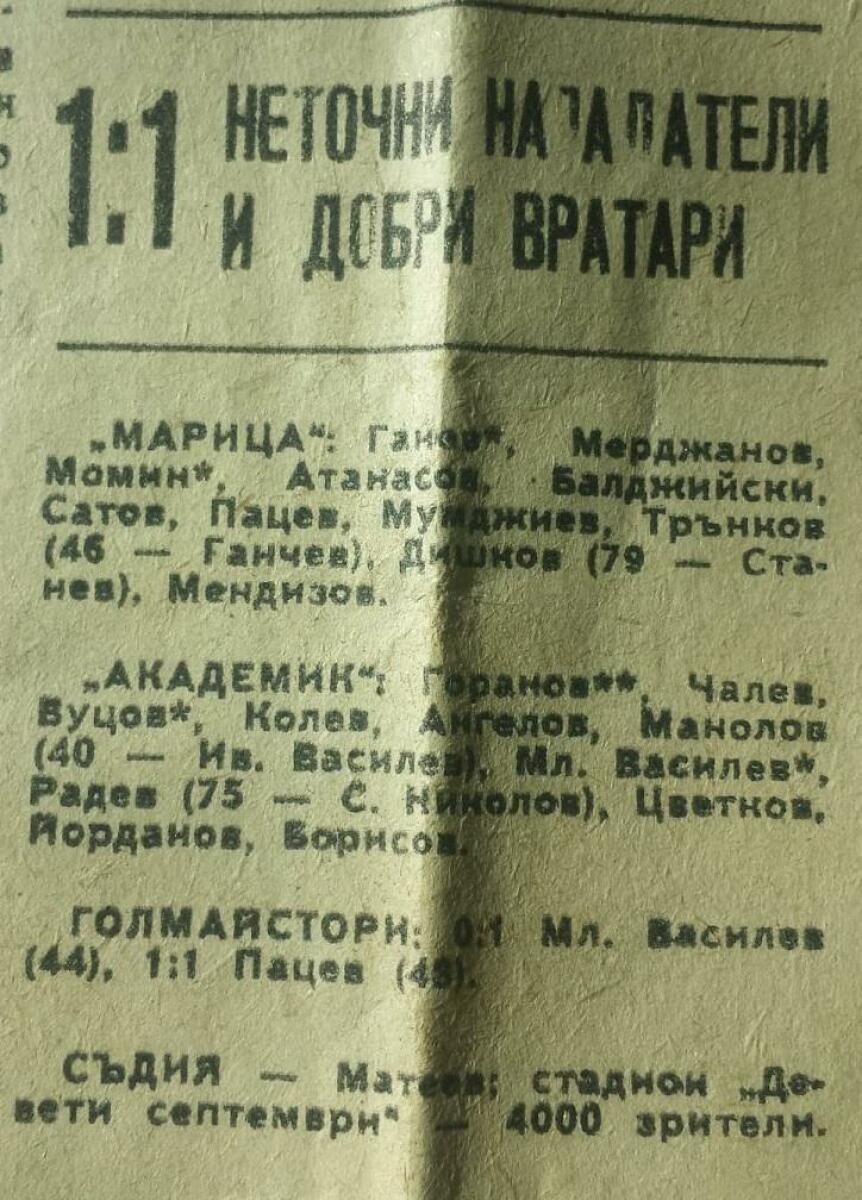 1:1 НЕТОЧНИ НАПАДАТЕЛИ
И ДОБРИ ВРАТАРИ
„МАРИЦА“: Ганев*, Мерджанов,
Момин*, Атанасов, Балджийски,
Сатов, Пацев, Мумджиев, Трънков
(46 — Ганчев), Дишков (79 — Ста-
нев), Мендизов.
„АКАДЕМИК“: Горанов**, Чалев,
Вуцов*, Колев, Ангелов, Манолов
(40 — Ив. Василев), Мл. Василев*,
Радев (75 — С. Николов), Цветков,
Йорданов, Борисов.
ГОЛМАЙСТОРИ: 0:1 Мл. Василев
(44), 1:1 Пацев
СЪДИЯ — Матеев; стадион „Де-
вети септември“ — 4000 зрители.